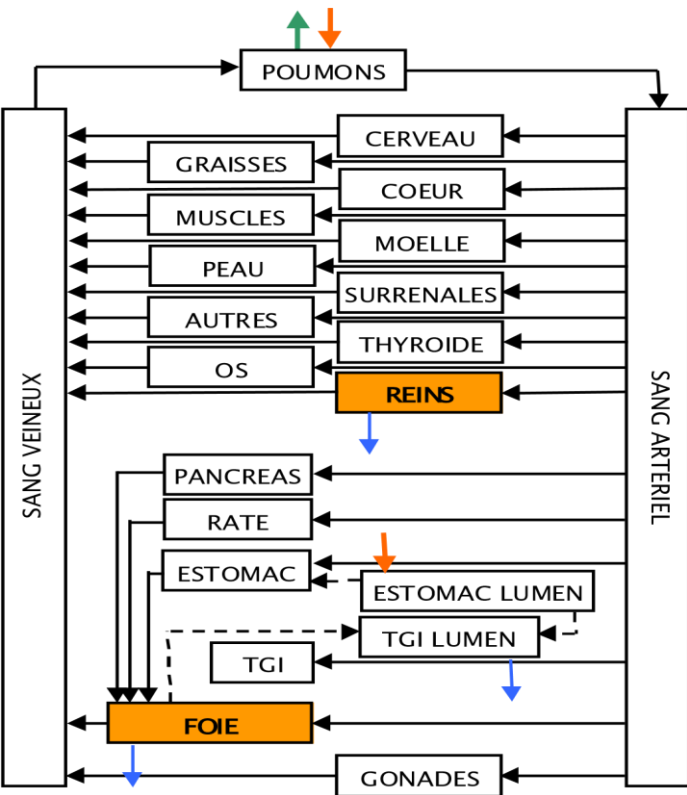 POUMONS
CERVEAU
GRAISSES
COEUR
MUSCLES
MOELLE
PEAU
SURRENALES
AUTRES
THYROIDE
OS
REINS
SANG VEINEUX
SANG ARTERIEL
PANCREAS
RATE
ESTOMAC
ESTOMAC LUMEN
TGI LUMEN
TGI
FOIE
GONADES